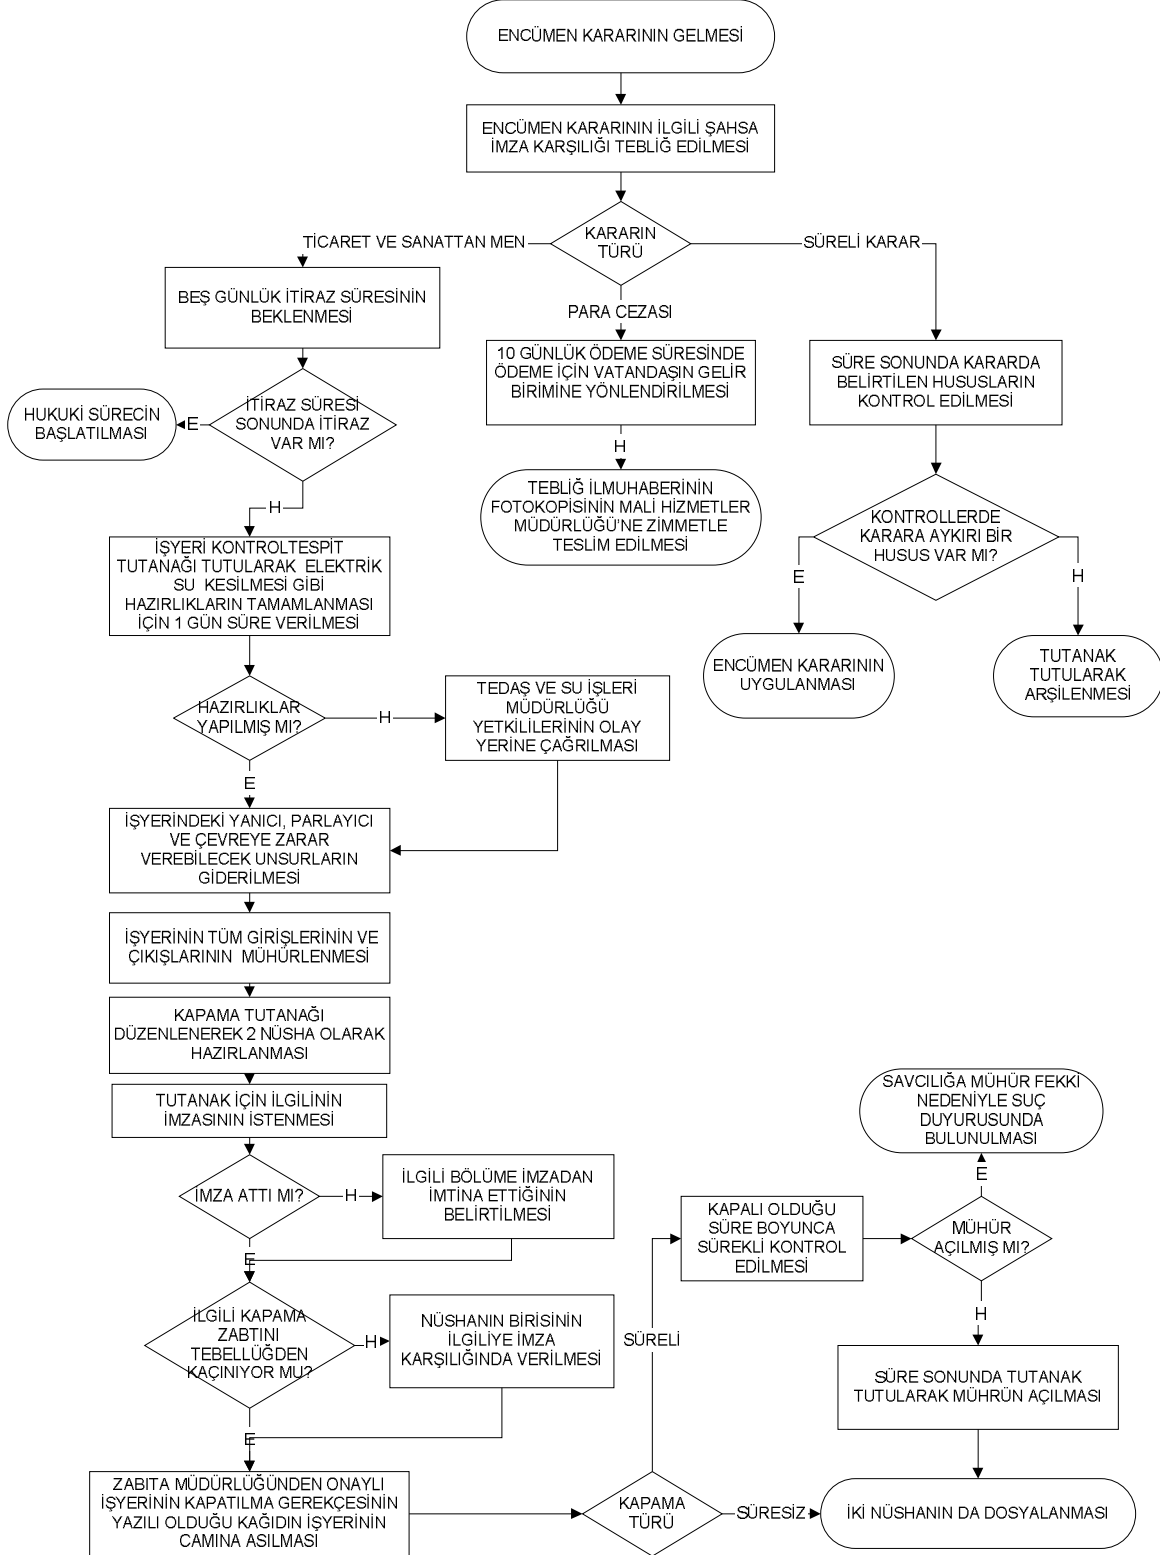 ENCÜMEN KARARININ GELMESİ
ENCÜMEN KARARININ İLGİLİ ŞAHSA
İMZA KARŞILIĞI TEBLİĞ EDİLMESİ
KARARIN
TÜRÜ
TİCARET VE SANATTAN MEN
SÜRELİ KARAR
PARA CEZASI
BEŞ GÜNLÜK İTİRAZ SÜRESİNİN
BEKLENMESİ
10 GÜNLÜK ÖDEME SÜRESİNDE
ÖDEME İÇİN VATANDAŞIN GELİR
BİRİMİNE YÖNLENDİRİLMESİ
SÜRE SONUNDA KARARDA
BELİRTİLEN HUSUSLARIN
KONTROL EDİLMESİ
HUKUKİ SÜRECİN
BAŞLATILMASI
E
İTİRAZ SÜRESİ
SONUNDA İTİRAZ
VAR MI?
H
H
TEBLİĞ İLMUHABERİNİN
FOTOKOPİSİNİN MALİ HİZMETLER
MÜDÜRLÜĞÜ'NE ZİMMETLE
TESLİM EDİLMESİ
KONTROLLERDE
KARARA AYKIRI BİR
HUSUS VAR MI?
E
H
İŞYERİ KONTROLTESPİT
TUTANAĞI TUTULARAK ELEKTRİK
SU KESİLMESİ GİBİ
HAZIRLIKLARIN TAMAMLANMASI
İÇİN 1 GÜN SÜRE VERİLMESİ
ENCÜMEN KARARININ
UYGULANMASI
TUTANAK
TUTULARAK
ARŞİLENMESİ
HAZIRLIKLAR
YAPILMIŞ MI?
H
TEDAŞ VE SU İŞLERİ
MÜDÜRLÜĞÜ
YETKİLİLERİNİN OLAY
YERİNE ÇAĞRILMASI
E
İŞYERİNDEKİ YANICI, PARLAYICI
VE ÇEVREYE ZARAR
VEREBİLECEK UNSURLARIN
GİDERİLMESİ
İŞYERİNİN TÜM GİRİŞLERİNİN VE
ÇIKIŞLARININ MÜHÜRLENMESİ
KAPAMA TUTANAĞI
DÜZENLENEREK 2 NÜSHA OLARAK
HAZIRLANMASI
TUTANAK İÇİN İLGİLİNİN
İMZASININ İSTENMESİ
İMZA ATTI MI?
H
İLGİLİ BÖLÜME İMZADAN
İMTİNA ETTİĞİNİN
BELİRTİLMESİ
E
İLGİLİ KAPAMA
ZABTINI
TEBELLÜĞDEN
KAÇINIYOR MU?
H
NÜSHANIN BİRİSİNİN
İLGİLİYE İMZA
KARŞILIĞINDA VERİLMESİ
E
ZABITA MÜDÜRLÜĞÜNDEN ONAYLI
İŞYERİNİN KAPATILMA GEREKÇESİNİN
YAZILI OLDUĞU KAĞIDIN İŞYERİNİN
CAMINA ASILMASI
KAPAMA
TÜRÜ
SÜRELİ
SÜRESİZ
KAPALI OLDUĞU
SÜRE BOYUNCA
SÜREKLİ KONTROL
EDİLMESİ
MÜHÜR
AÇILMIŞ MI?
E
SAVCILIĞA MÜHÜR FEKKİ
NEDENİYLE SUÇ
DUYURUSUNDA
BULUNULMASI
H
SÜRE SONUNDA TUTANAK
TUTULARAK MÜHRÜN AÇILMASI
İKİ NÜSHANIN DA DOSYALANMASI